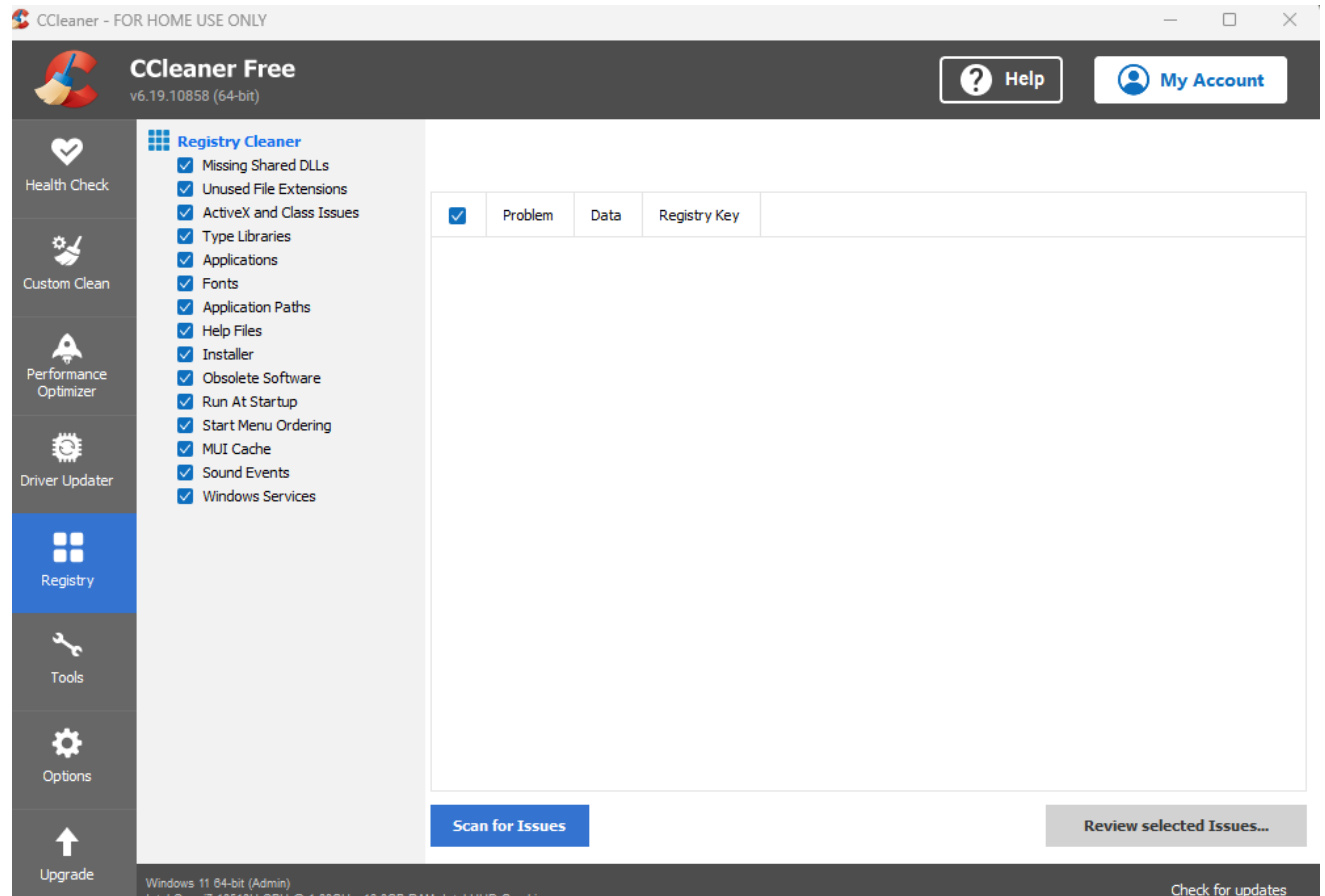 CCleaner - FOR HOME USE ONLY
CCleaner Free
v6.19.10858 (64-bit)
Help
My Account
Health Check
Custom Clean
Performance
Optimizer
Driver Updater
Registry
Tools
Options
Upgrade
Registry Cleaner
Missing Shared DLLs
Unused File Extensions
ActiveX and Class Issues
Type Libraries
Applications
Fonts
Application Paths
Help Files
Installer
Obsolete Software
Run At Startup
Start Menu Ordering
MUI Cache
Sound Events
Windows Services
Problem Data Registry Key
Scan for Issues
Review selected Issues...
Windows 11 64-bit (Admin)
Check for updates